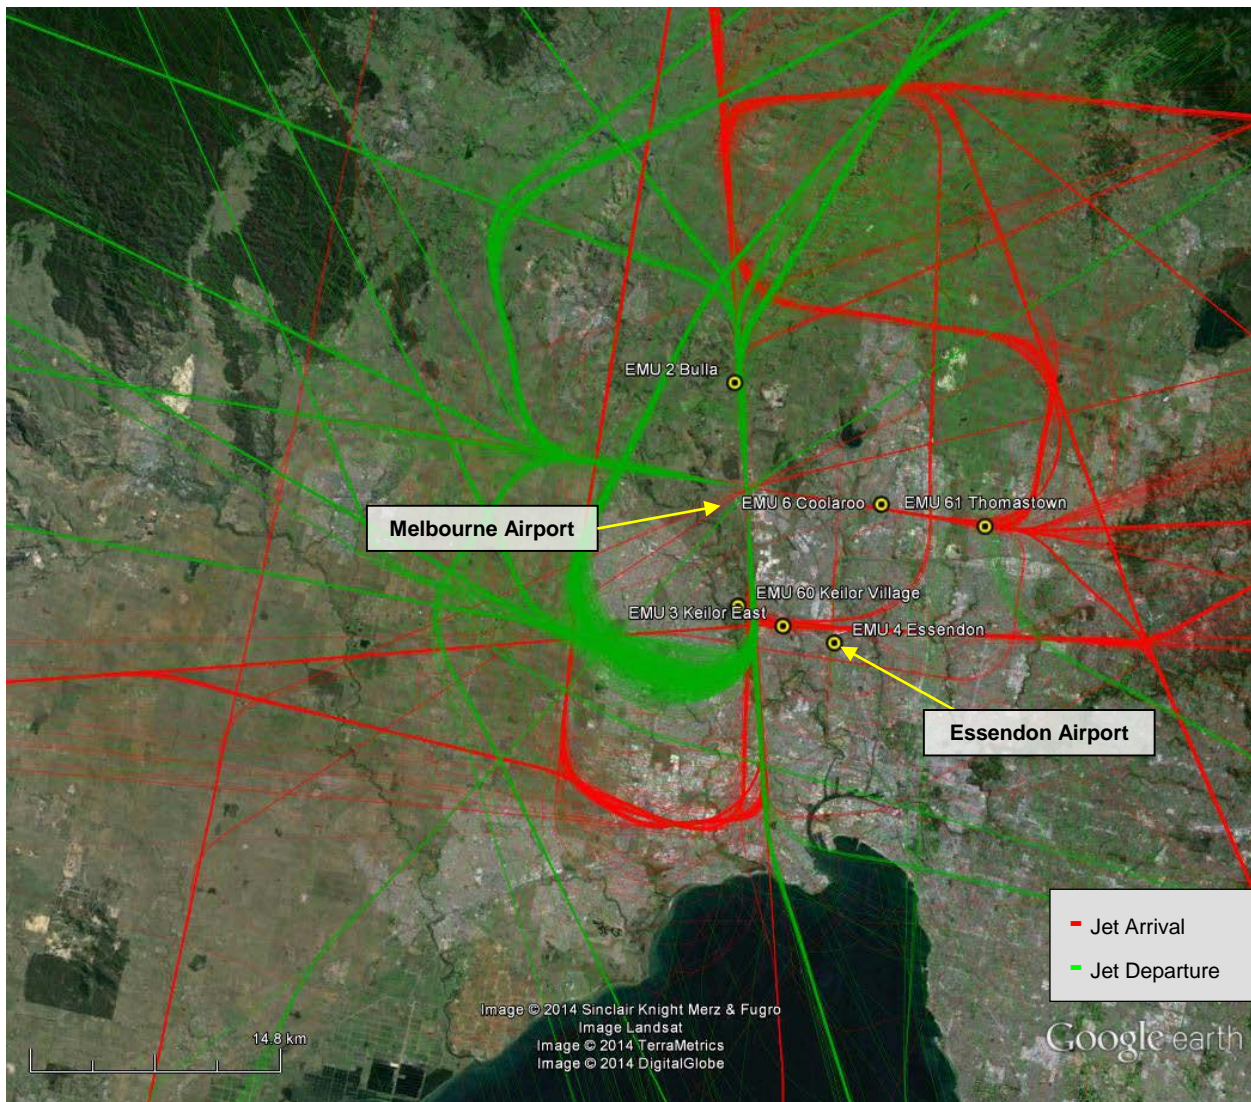 EMU 2 Bulla
EMU 6 Coolaroo
EMU 61 Thomastown
Melbourne Airport
EMU 60 Keilor Village
EMU 3 Keilor East
EMU 4 Essendon
Essendon Airport
Jet Arrival
Jet Departure
Image © 2014 Sinclair Knight Merz & Fugro
Image Landsat
Image © 2014 TerraMetrics
Image © 2014 DigitalGlobe
14.8 km
Google earth